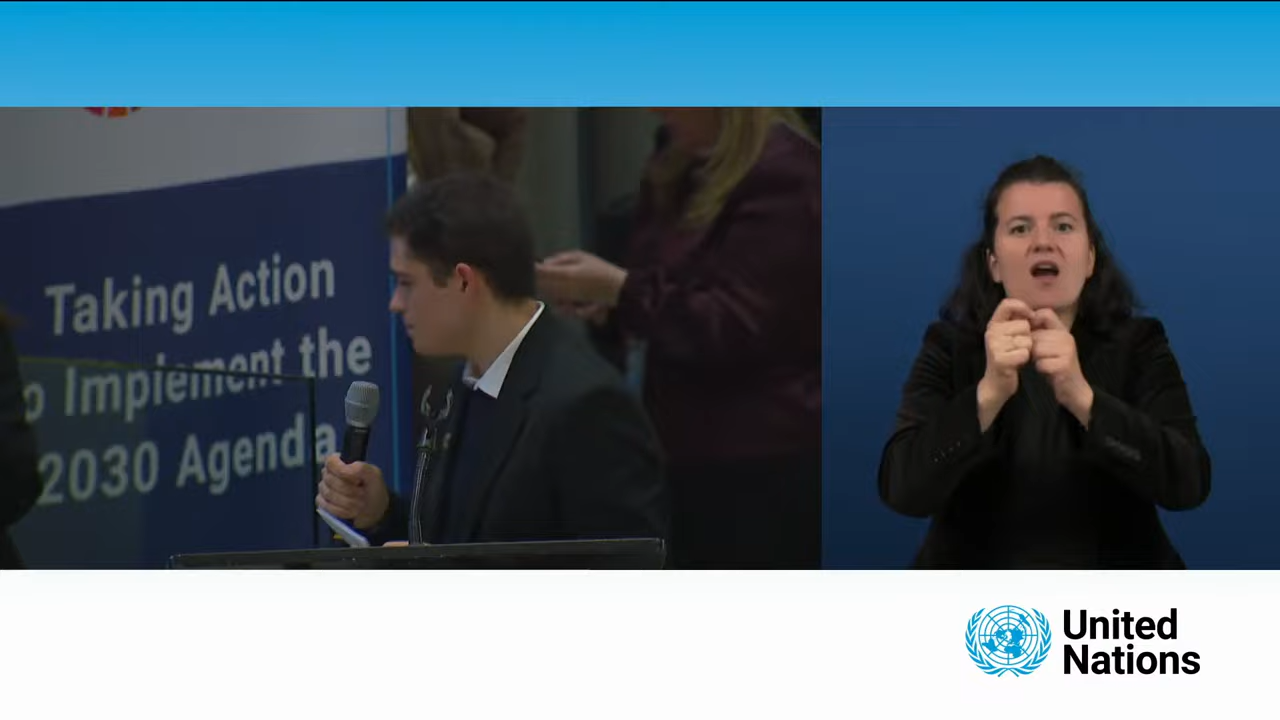 Taking Action
o Implement the
2030 Agenda
United
Nations